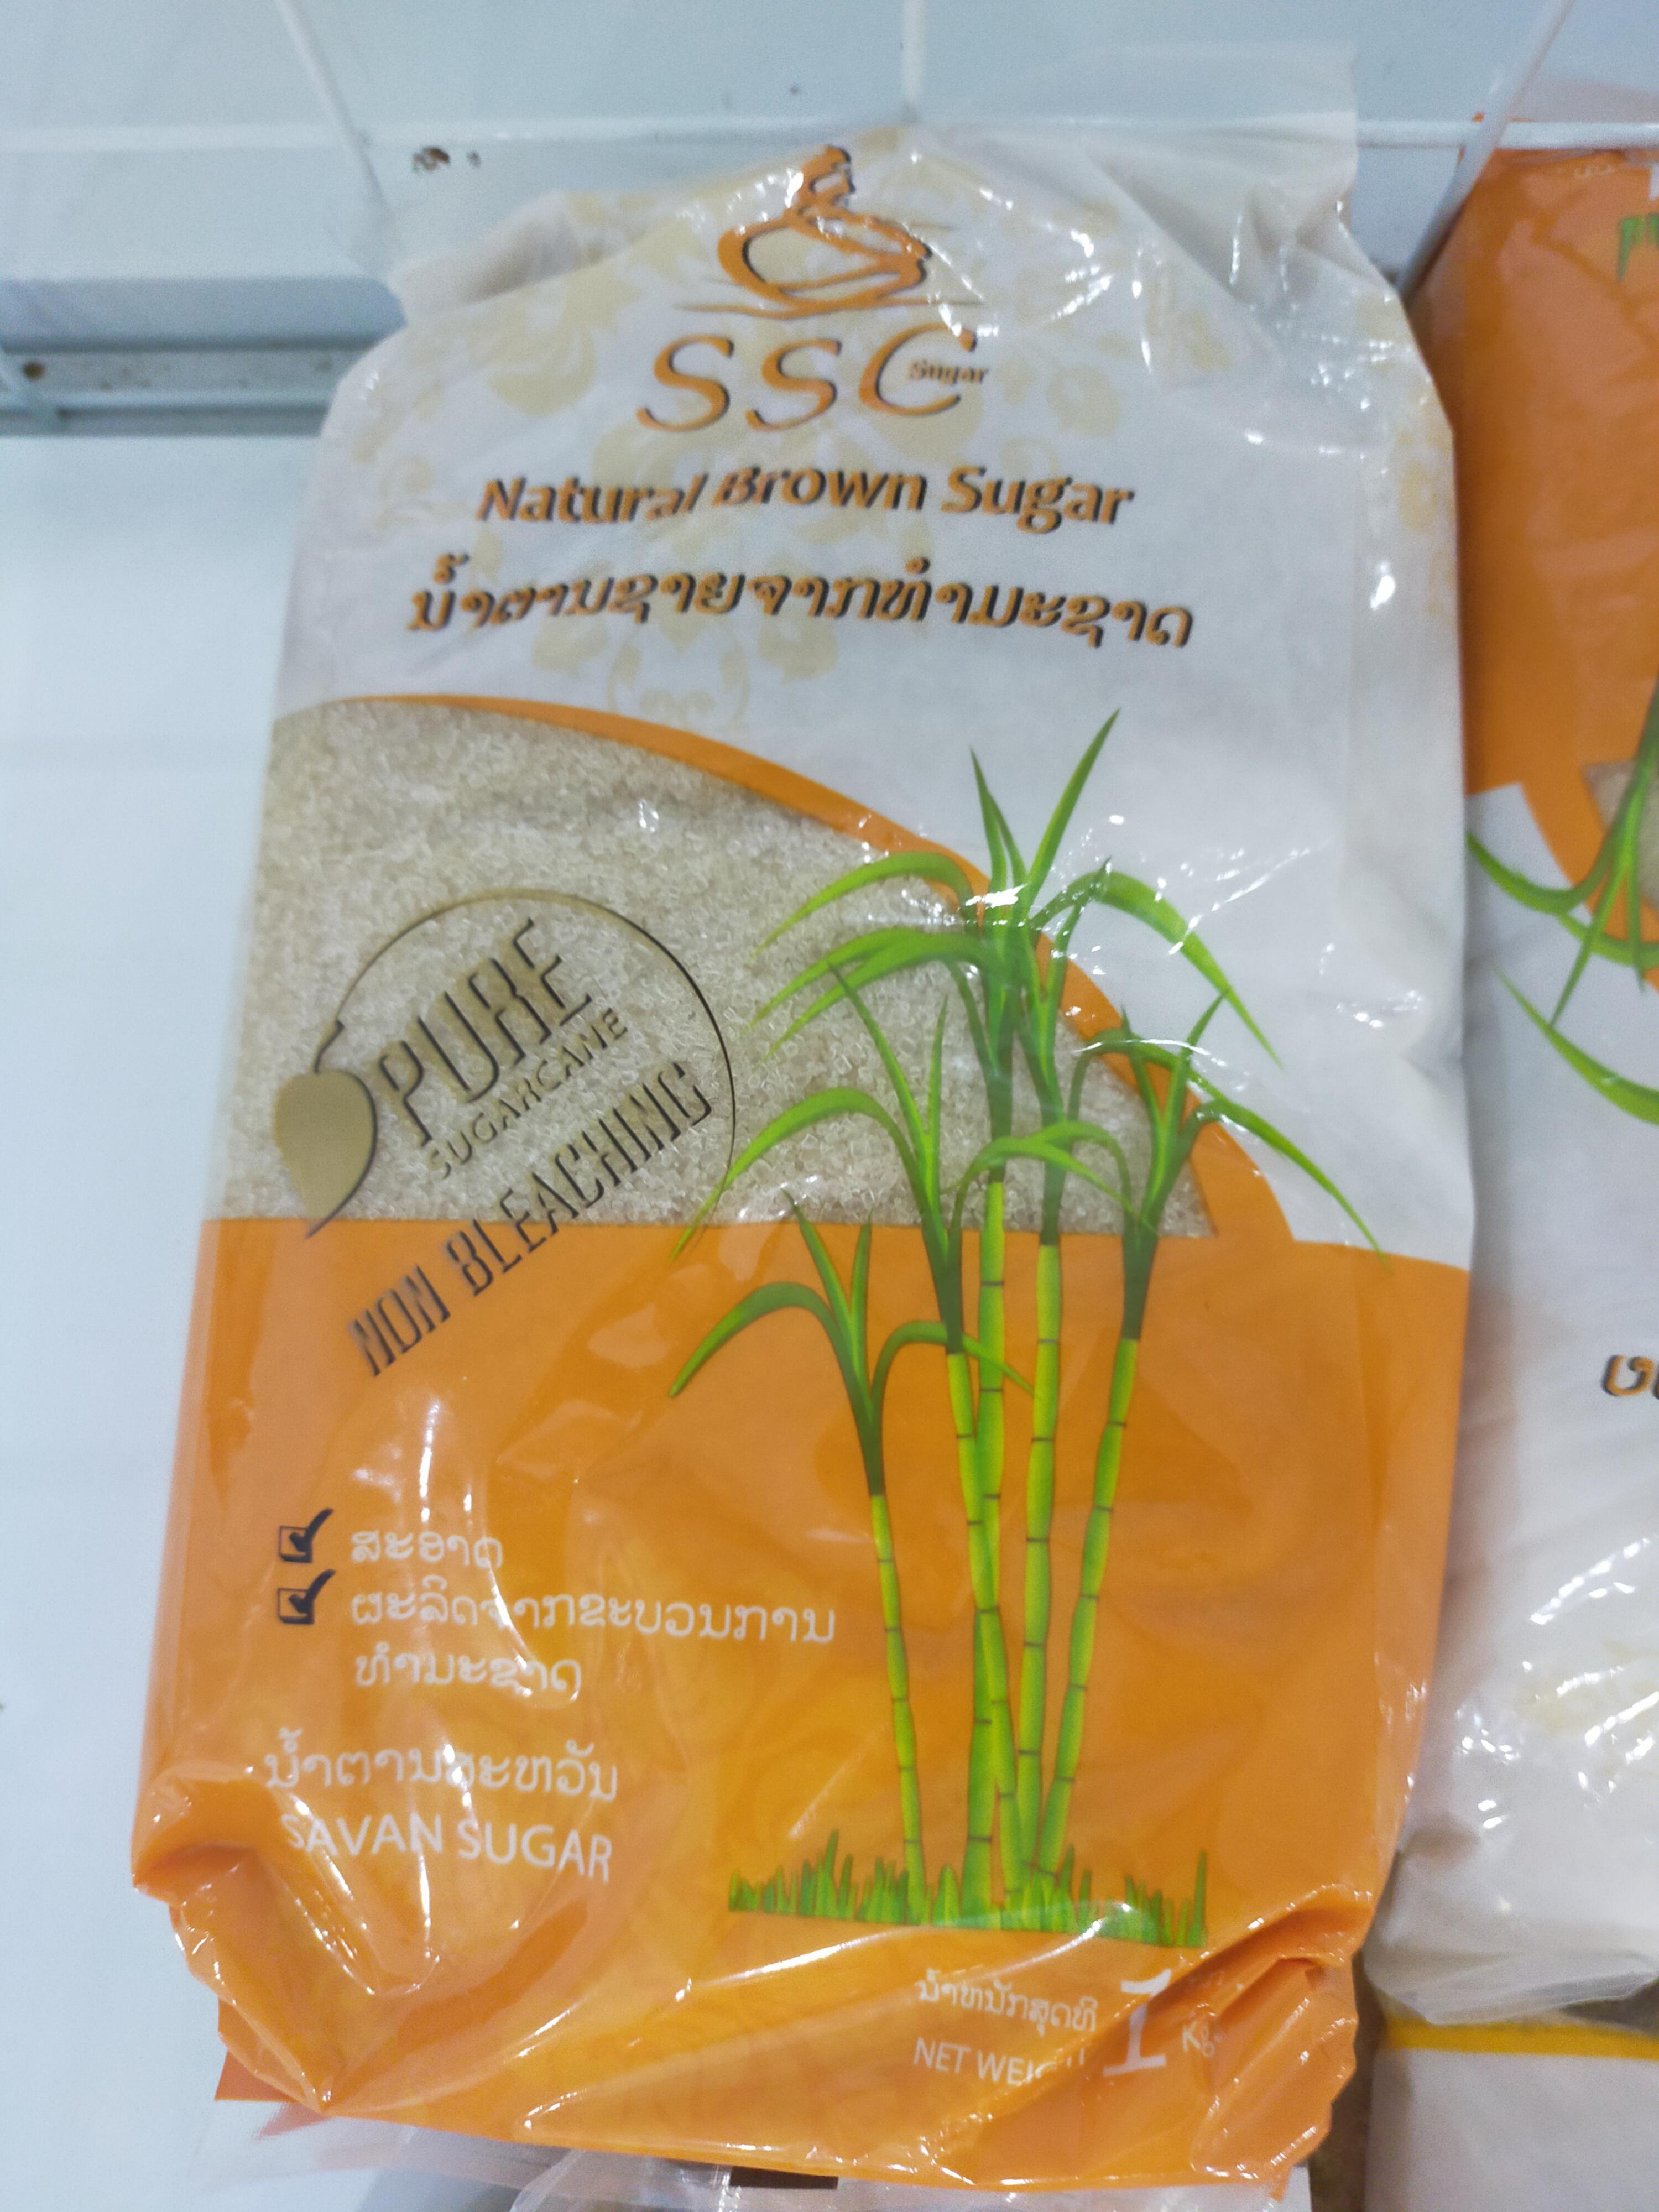 SSC Sugar
Natural Brown Sugar
ນ້ຳຕານຊາຍຈາກທຳມະຊາດ
PURE
SUGARCANE
NON BLEACHING
ສະອາດ
ຜະລິດຈາກຂະບວນການ
ທຳມະຊາດ
ນ້ຳຕານສະຫວັນ
SAVAN SUGAR
ນ້ຳຫນັກສຸດທິ 1
NET